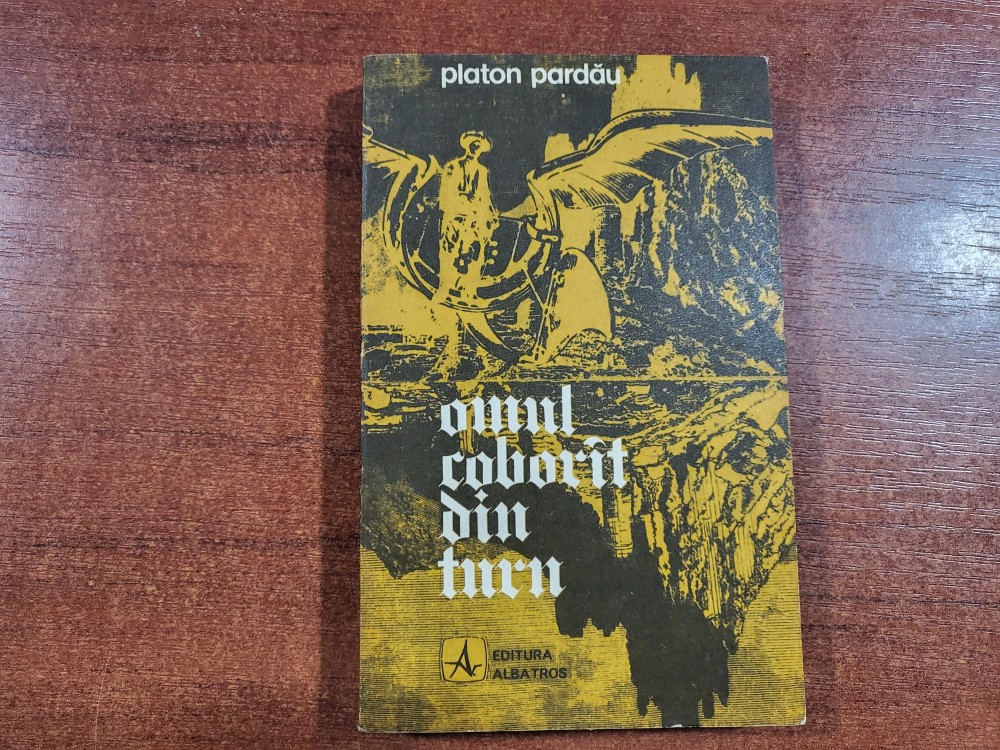 platon pardău
omul
coborît
din
turn
EDITURA
ALBATROS